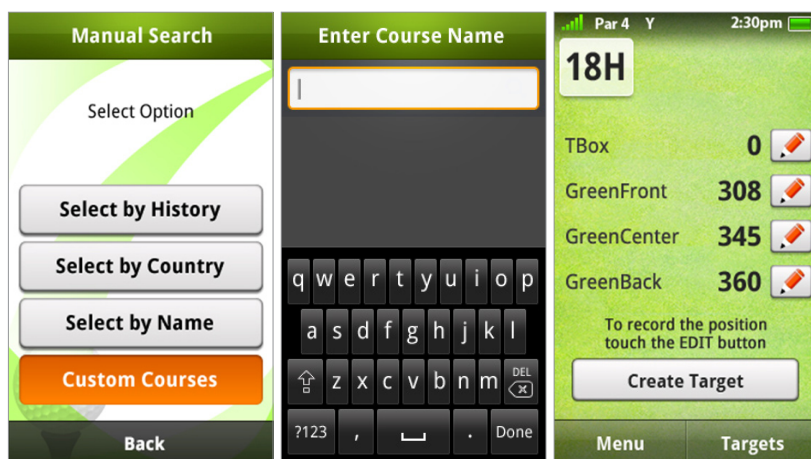 Manual Search
Select Option
Select by History
Select by Country
Select by Name
Custom Courses
Back
Enter Course Name
q w e r t y u i o p
a s d f g h j k l
z x c v b n m DEL
?123 , . Done
Par 4 Y 2:30pm
18H
TBox 0
GreenFront 308
GreenCenter 345
GreenBack 360
To record the position
touch the EDIT button
Create Target
Menu Targets